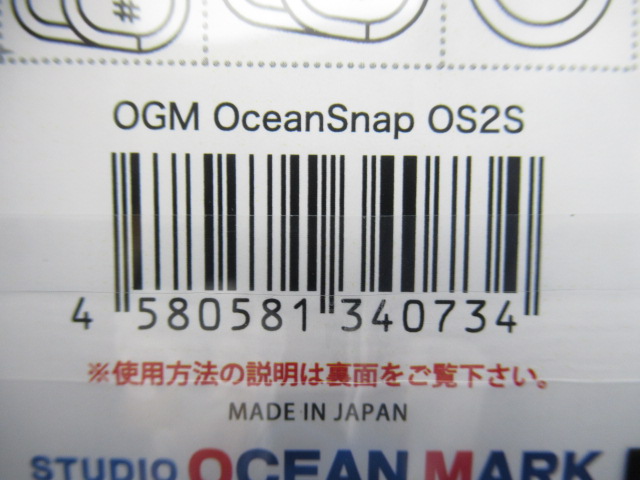 #
OGM OceanSnap OS2S
4 580581 340734
※使用方法の説明は裏面をご覧下さい。
MADE IN JAPAN
STUDIO OCEAN MARK